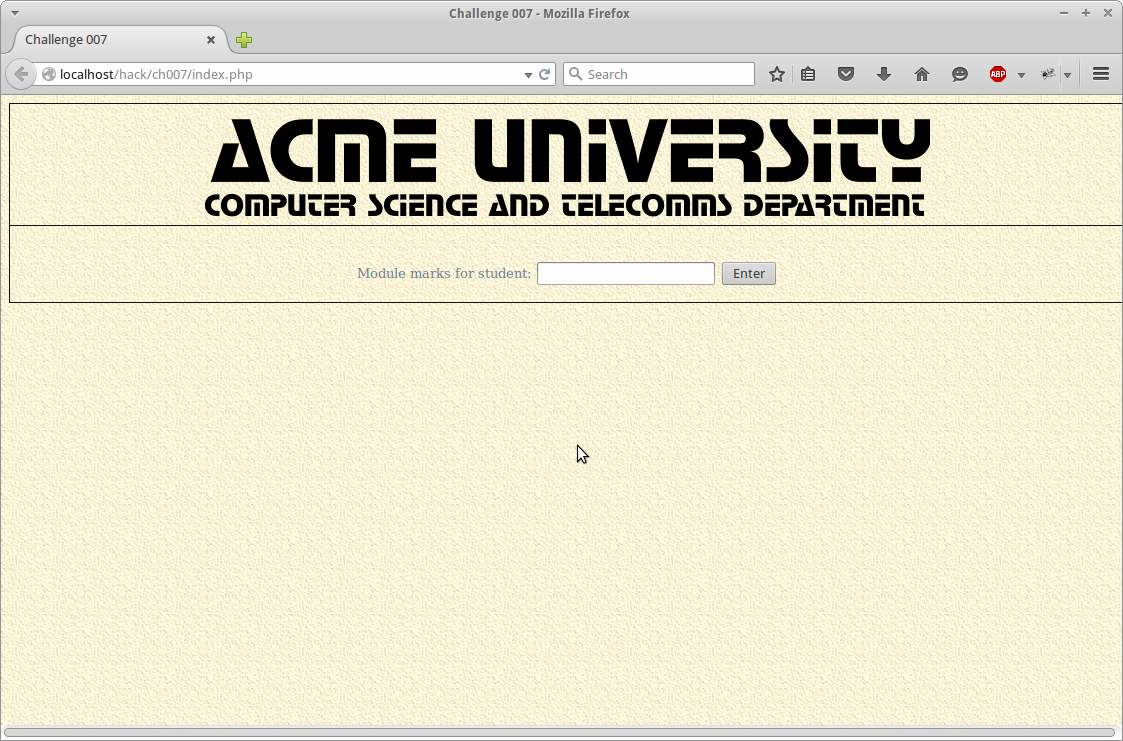 Challenge 007 - Mozilla Firefox
Challenge 007
localhost/hack/ch007/index.php
Search
ABP
ACME UNiVERSiTY
COMPUTER SCiENCE AND TELECOMMS DEPARTMENT
Module marks for student:
Enter